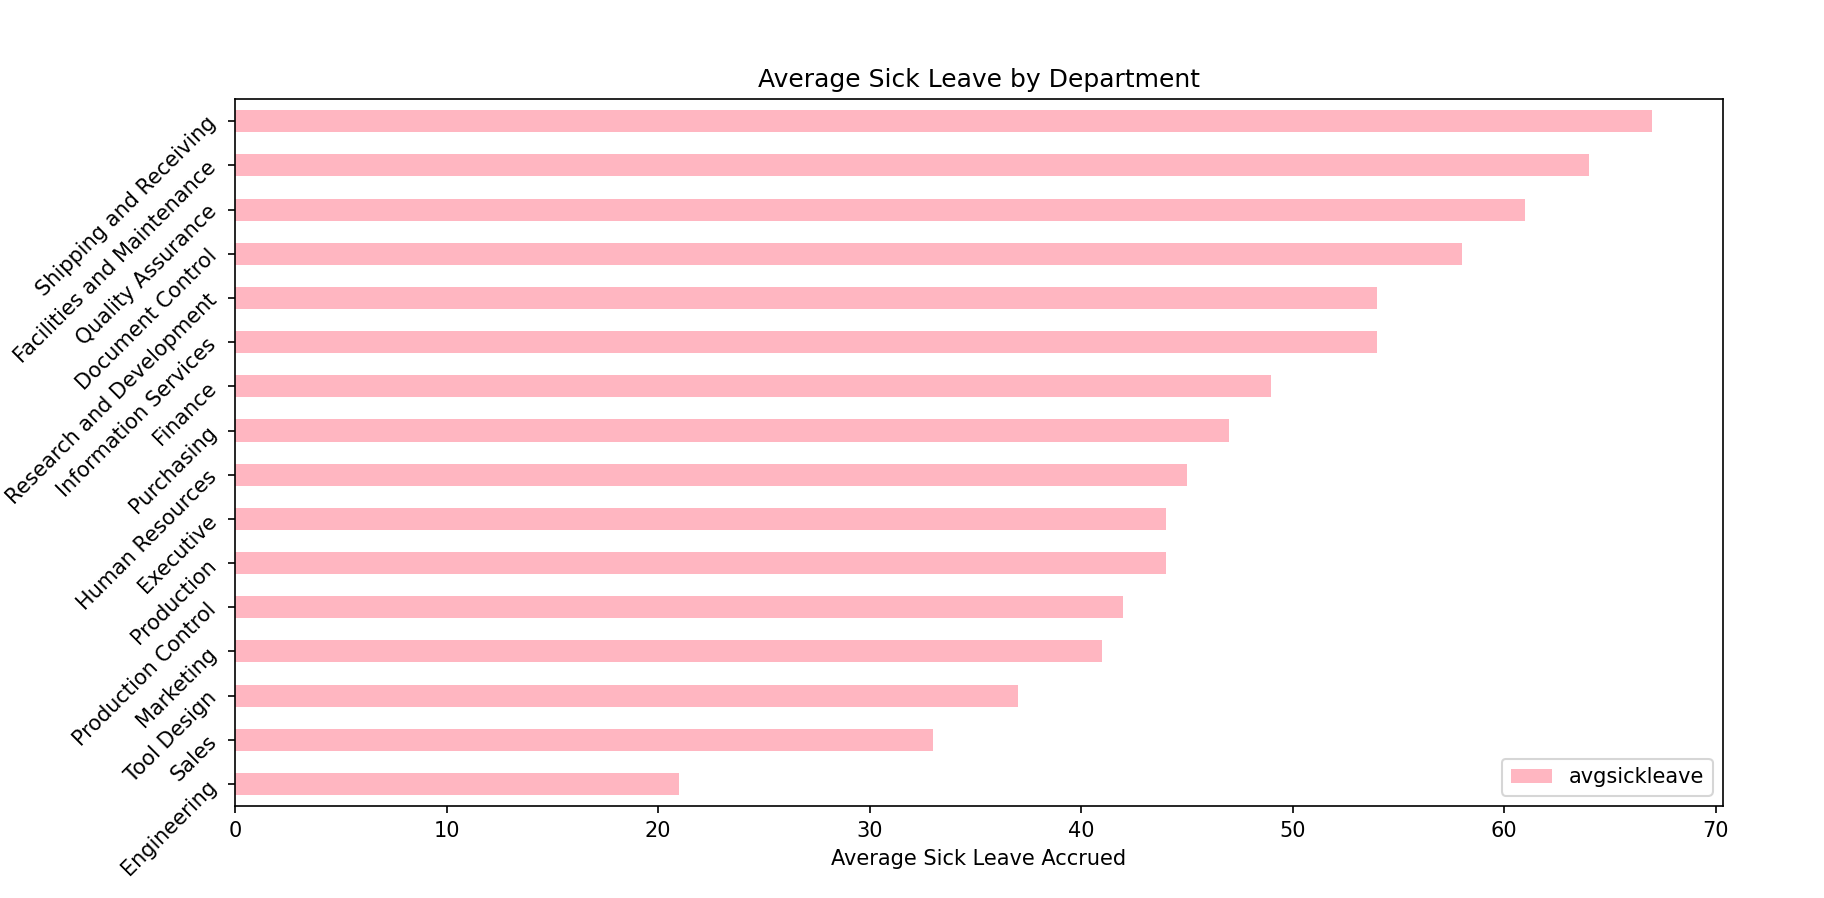 Average Sick Leave by Department
Shipping and Receiving
Facilities and Maintenance
Quality Assurance
Document Control
Research and Development
Information Services
Finance
Purchasing
Human Resources
Executive
Production
Production Control
Marketing
Tool Design
Sales
Engineering
avgsickleave
0 10 20 30 40 50 60 70
Average Sick Leave Accrued